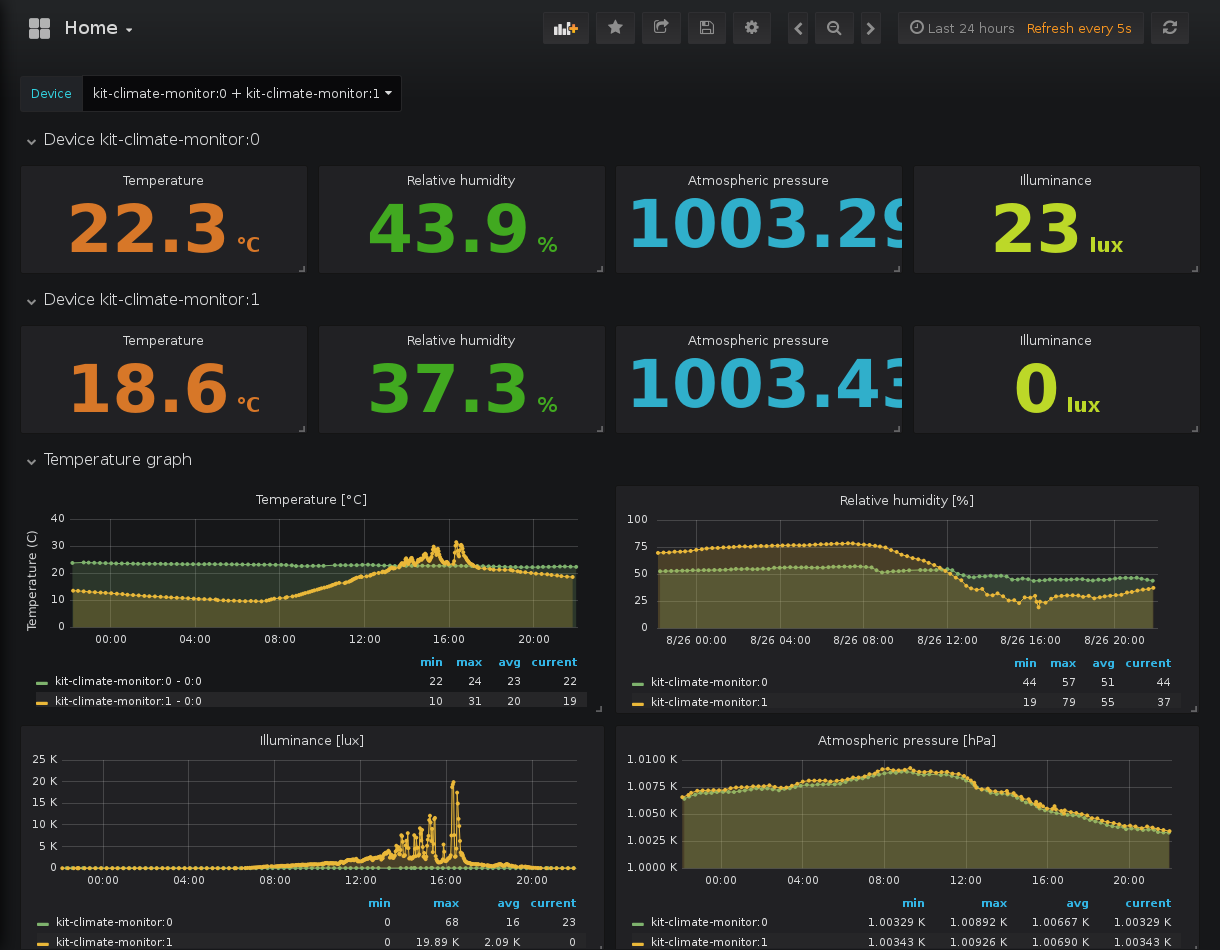 Home
Last 24 hours Refresh every 5s
Device kit-climate-monitor:0 + kit-climate-monitor:1
Device kit-climate-monitor:0
Temperature Relative humidity Atmospheric pressure Illuminance
22.3 °C 43.9 % 1003.29 23 lux
Device kit-climate-monitor:1
Temperature Relative humidity Atmospheric pressure Illuminance
18.6 °C 37.3 % 1003.43 0 lux
Temperature graph
Temperature [°C]
Temperature (C)
40
30
20
10
0
00:00 04:00 08:00 12:00 16:00 20:00
min max avg current
kit-climate-monitor:0 - 0:0 22 24 23 22
kit-climate-monitor:1 - 0:0 10 31 20 19
Relative humidity [%]
100
75
50
25
0
8/26 00:00 8/26 04:00 8/26 08:00 8/26 12:00 8/26 16:00 8/26 20:00
min max avg current
kit-climate-monitor:0 44 57 51 44
kit-climate-monitor:1 19 79 55 37
Illuminance [lux]
25 K
20 K
15 K
10 K
5 K
0
00:00 04:00 08:00 12:00 16:00 20:00
min max avg current
kit-climate-monitor:0 0 68 16 23
kit-climate-monitor:1 0 19.89 K 2.09 K 0
Atmospheric pressure [hPa]
1.0100 K
1.0075 K
1.0050 K
1.0025 K
1.0000 K
00:00 04:00 08:00 12:00 16:00 20:00
min max avg current
kit-climate-monitor:0 1.00329 K 1.00892 K 1.00667 K 1.00329 K
kit-climate-monitor:1 1.00343 K 1.00926 K 1.00690 K 1.00343 K